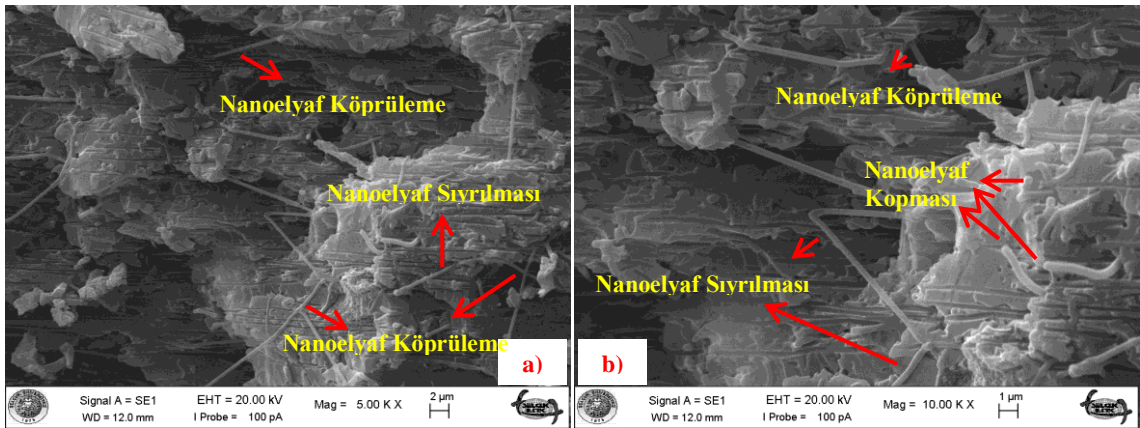 Nanoelyaf Köprüleme
Nanoelyaf Sıyrılması
Nanoelyaf Köprüleme
a)
Signal A = SE1
WD = 12.0 mm
EHT = 20.00 kV
I Probe = 100 pA
Mag = 5.00 K X
2 µm
Nanoelyaf Köprüleme
Nanoelyaf
Kopması
Nanoelyaf Sıyrılması
b)
Signal A = SE1
WD = 12.0 mm
EHT = 20.00 kV
I Probe = 100 pA
Mag = 10.00 K X
1 µm